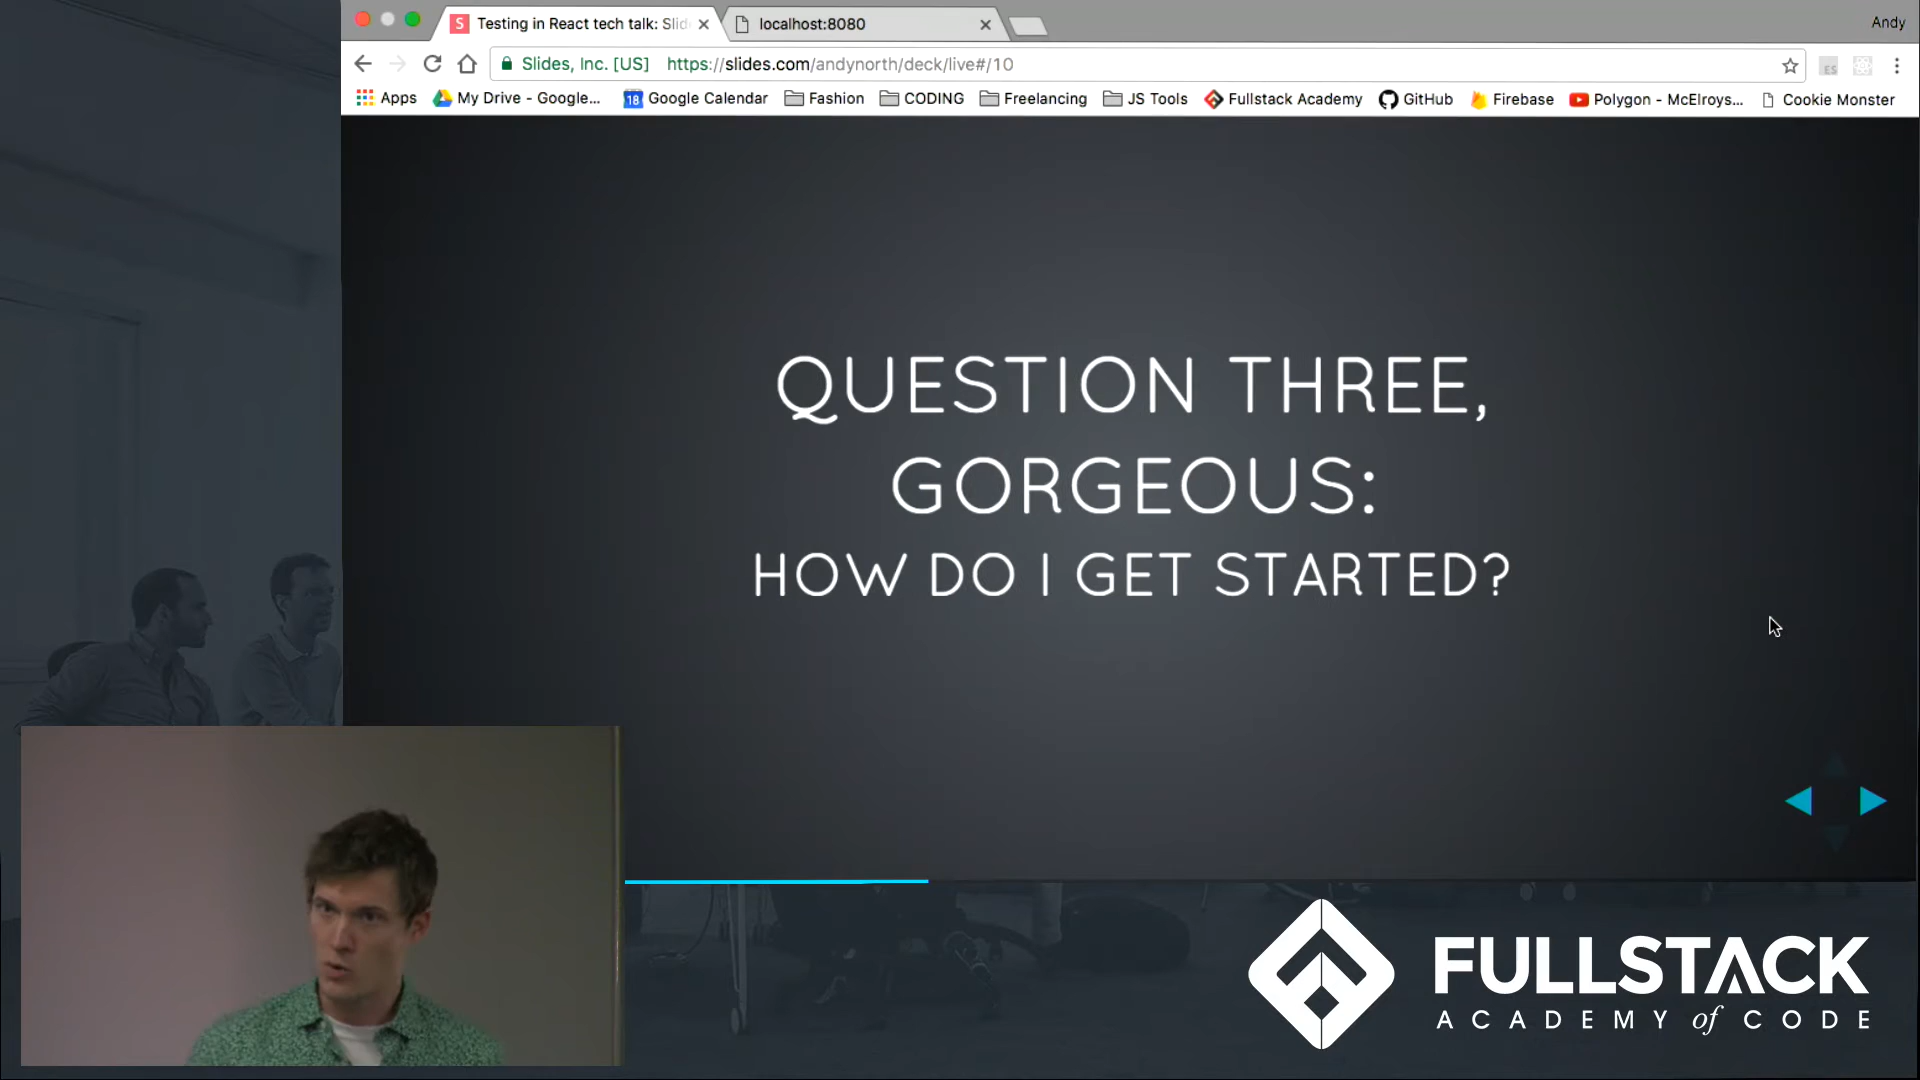 Testing in React tech talk: Slid
localhost:8080
Andy
Slides, Inc. [US] https://slides.com/andynorth/deck/live#/10
ES
Apps My Drive - Google... 18 Google Calendar Fashion CODING Freelancing JS Tools Fullstack Academy GitHub Firebase Polygon - McElroys... Cookie Monster
QUESTION THREE,
GORGEOUS:
HOW DO I GET STARTED?
FULLSTACK
ACADEMY of CODE